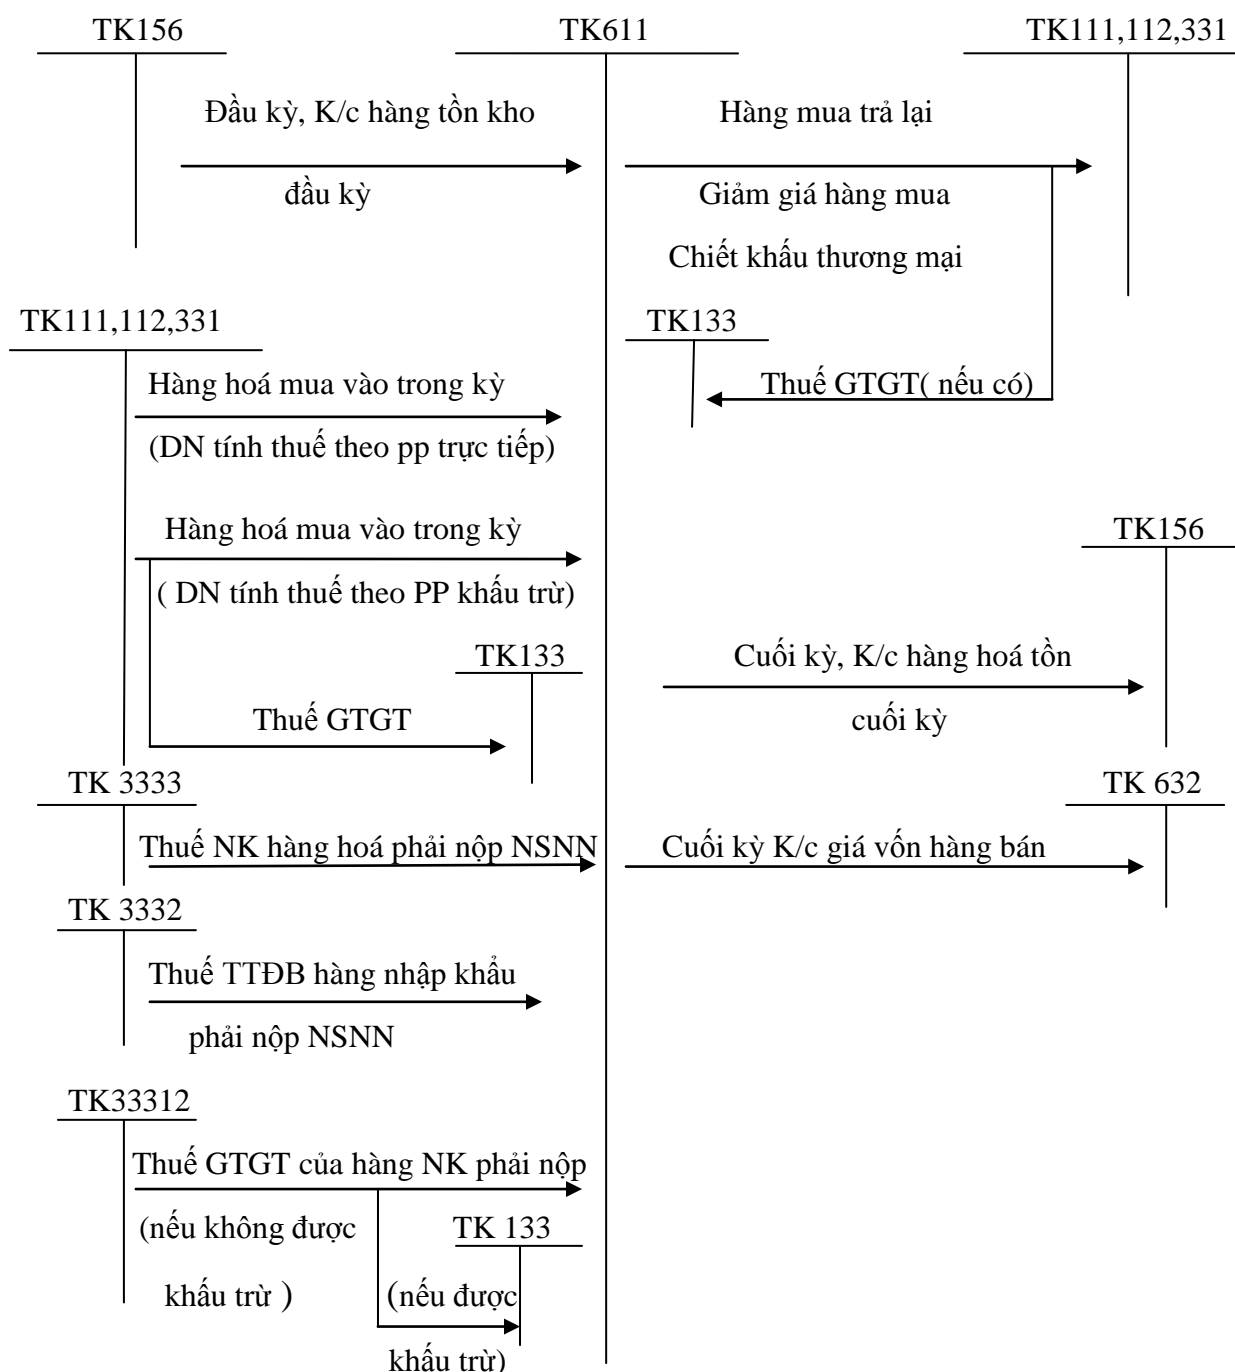 TK156
TK611
TK111,112,331
Đầu kỳ, K/c hàng tồn kho
Hàng mua trả lại
đầu kỳ
Giảm giá hàng mua
Chiết khấu thương mại
TK111,112,331
TK133
Hàng hoá mua vào trong kỳ
Thuế GTGT( nếu có)
(DN tính thuế theo pp trực tiếp)
Hàng hoá mua vào trong kỳ
TK156
( DN tính thuế theo PP khấu trừ)
TK133
Cuối kỳ, K/c hàng hoá tồn
Thuế GTGT
cuối kỳ
TK 3333
TK 632
Thuế NK hàng hoá phải nộp NSNN
Cuối kỳ K/c giá vốn hàng bán
TK 3332
Thuế TTĐB hàng nhập khẩu
phải nộp NSNN
TK33312
Thuế GTGT của hàng NK phải nộp
(nếu không được
TK 133
khấu trừ )
(nếu được
khấu trừ)